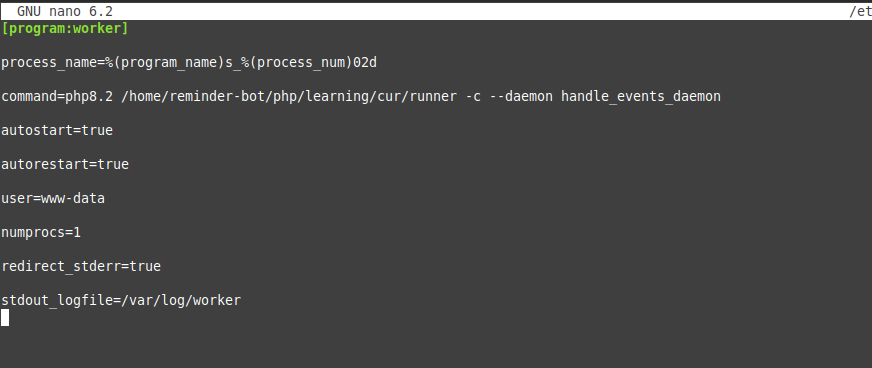 GNU nano 6.2 /et
[program:worker]
process_name=%(program_name)s_%(process_num)02d
command=php8.2 /home/reminder-bot/php/learning/cur/runner -c --daemon handle_events_daemon
autostart=true
autorestart=true
user=www-data
numprocs=1
redirect_stderr=true
stdout_logfile=/var/log/worker